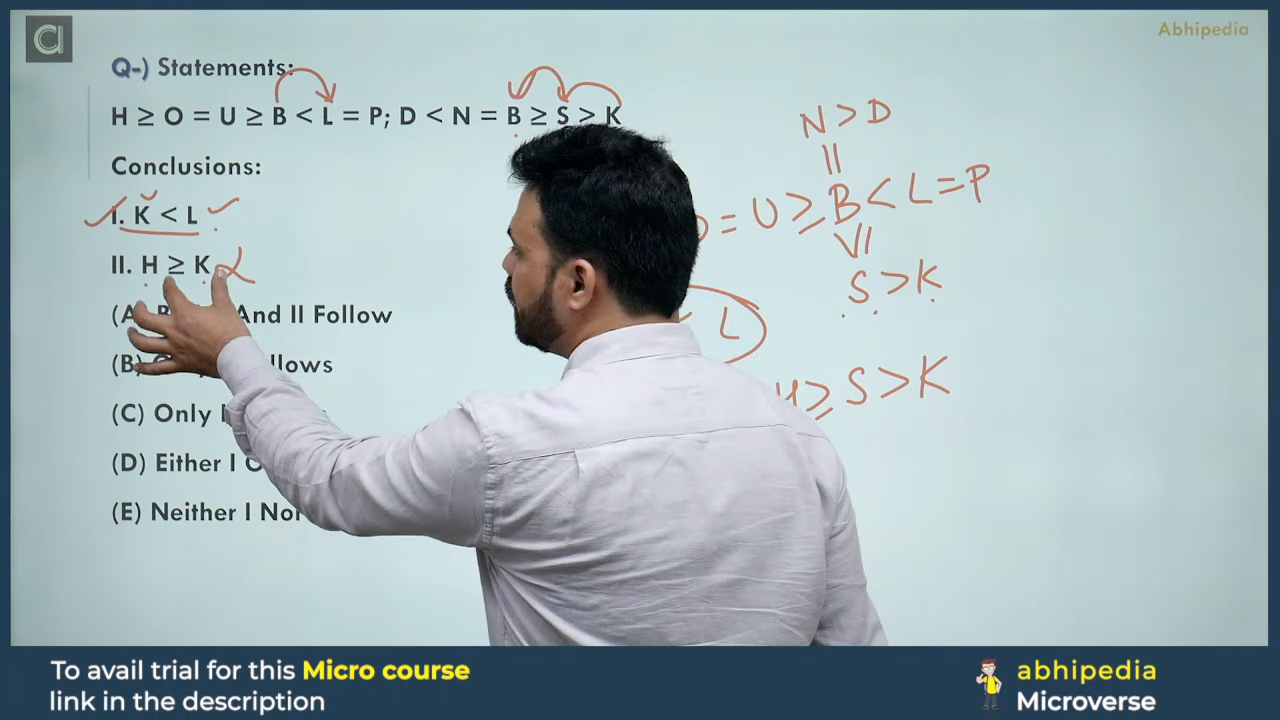 Abhipedia
Q-) Statements:
H ≥ O = U ≥ B < L = P; D < N = B ≥ S > K
Conclusions:
I. K < L
II. H ≥ K
And II Follow
(B)
(C) Only
(D) Either I
(E) Neither I Nor
N > D
=
= U ≥ B < L = P
S > K
L
≥ S > K
To avail trial for this Micro course
link in the description
abhipedia
Microverse